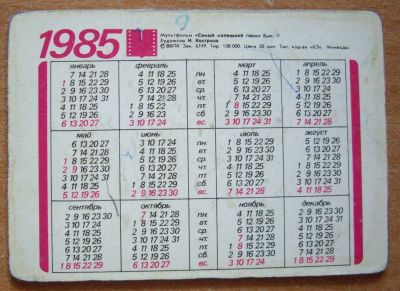 9
1985
Мультфильм «Самый маленький гном» Вып.
Художник И.
© ВБПИ Зак. 6749. Тир. 108 000. Цена 30 коп Тип. изд-ва «КЗ». Минводы
январь февраль март апрель
7 14 21 28 4 11 18 25 пн. 4 11 18 25 1 8 15 22 29
1 8 15 22 29 5 12 19 26 вт. 5 12 19 26 2 9 16 23 30
2 9 16 23 30 6 13 20 27 ср. 6 13 20 27 3 10 17 24
3 10 17 24 31 7 14 21 28 чт. 7 14 21 28 4 11 18 25
4 11 18 25 1 8 15 22 пт. 1 8 15 22 29 5 12 19 26
5 12 19 26 2 9 16 23 сб. 2 9 16 23 30 6 13 20 27
6 13 20 27 3 10 17 24 вс. 3 10 17 24 31 7 14 21 28
май июнь июль август
6 13 20 27 3 10 17 24 пн. 1 8 15 22 29 5 12 19 26
7 14 21 28 4 11 18 25 вт. 2 9 16 23 30 6 13 20 27
1 8 15 22 29 5 12 19 26 ср. 3 10 17 24 31 7 14 21 28
2 9 16 23 30 6 13 20 27 чт. 4 11 18 25 1 8 15 22 29
3 10 17 24 31 7 14 21 28 пт. 5 12 19 26 2 9 16 23 30
4 11 18 25 1 8 15 22 29 сб. 6 13 20 27 3 10 17 24 31
5 12 19 26 2 9 16 23 30 вс. 7 14 21 28 4 11 18 25
сентябрь октябрь ноябрь декабрь
2 9 16 23 30 7 14 21 28 пн. 4 11 18 25 2 9 16 23 30
3 10 17 24 1 8 15 22 29 вт. 5 12 19 26 3 10 17 24 31
4 11 18 25 2 9 16 23 30 ср. 6 13 20 27 4 11 18 25
5 12 19 26 3 10 17 24 31 чт. 7 14 21 28 5 12 19 26
6 13 20 27 4 11 18 25 пт. 1 8 15 22 29 6 13 20 27
7 14 21 28 5 12 19 26 сб. 2 9 16 23 30 7 14 21 28
1 8 15 22 29 6 13 20 27 вс. 3 10 17 24 1 8 15 22 29